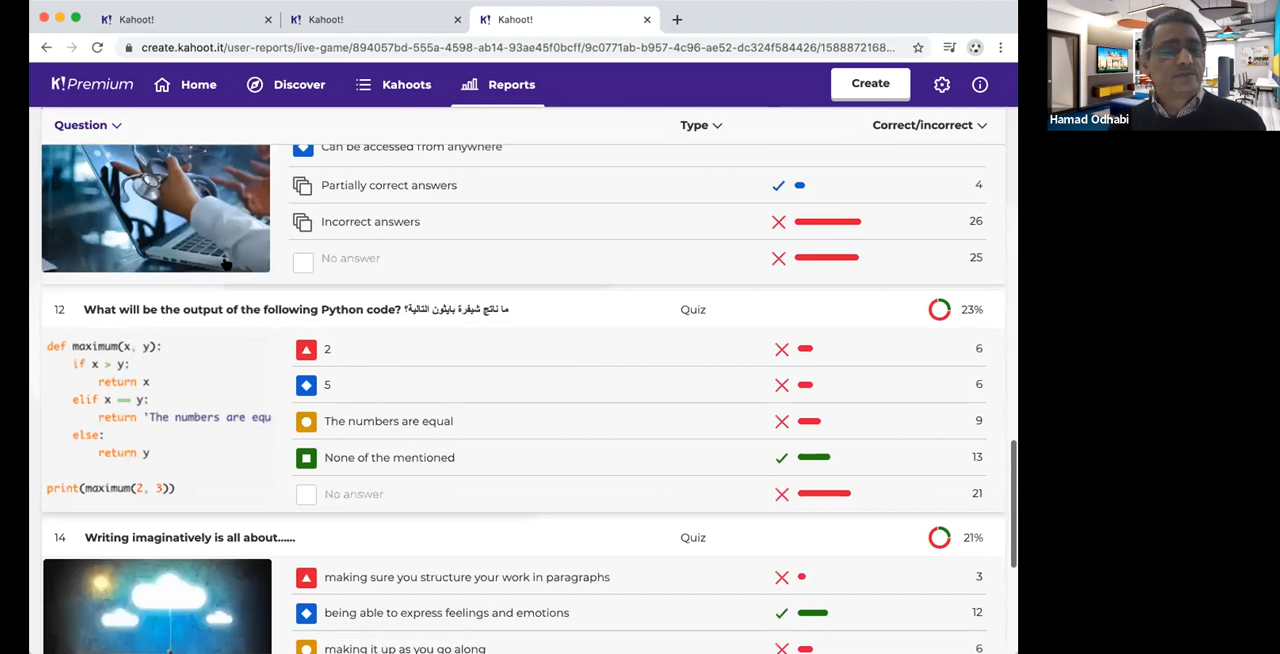 K! Kahoot!
K! Kahoot!
K! Kahoot!
create.kahoot.it/user-reports/live-game/894057bd-555a-4598-ab14-93ae45f0bcff/9c0771ab-b957-4c96-ae52-dc324f584426/1588872168...
K!Premium Home Discover Kahoots Reports Create
Hamad Odhabi
Question Type Correct/incorrect
Can be accessed from anywhere
Partially correct answers 4
Incorrect answers 26
No answer 25
12 What will be the output of the following Python code? ما ناتج شيفرة بايثون التالية؟ Quiz 23%
def maximum(x, y):
if x > y:
return x
elif x == y:
return 'The numbers are equ
else:
return y
print(maximum(2, 3))
2 6
5 6
The numbers are equal 9
None of the mentioned 13
No answer 21
14 Writing imaginatively is all about...... Quiz 21%
making sure you structure your work in paragraphs 3
being able to express feelings and emotions 12
making it up as you go along 6